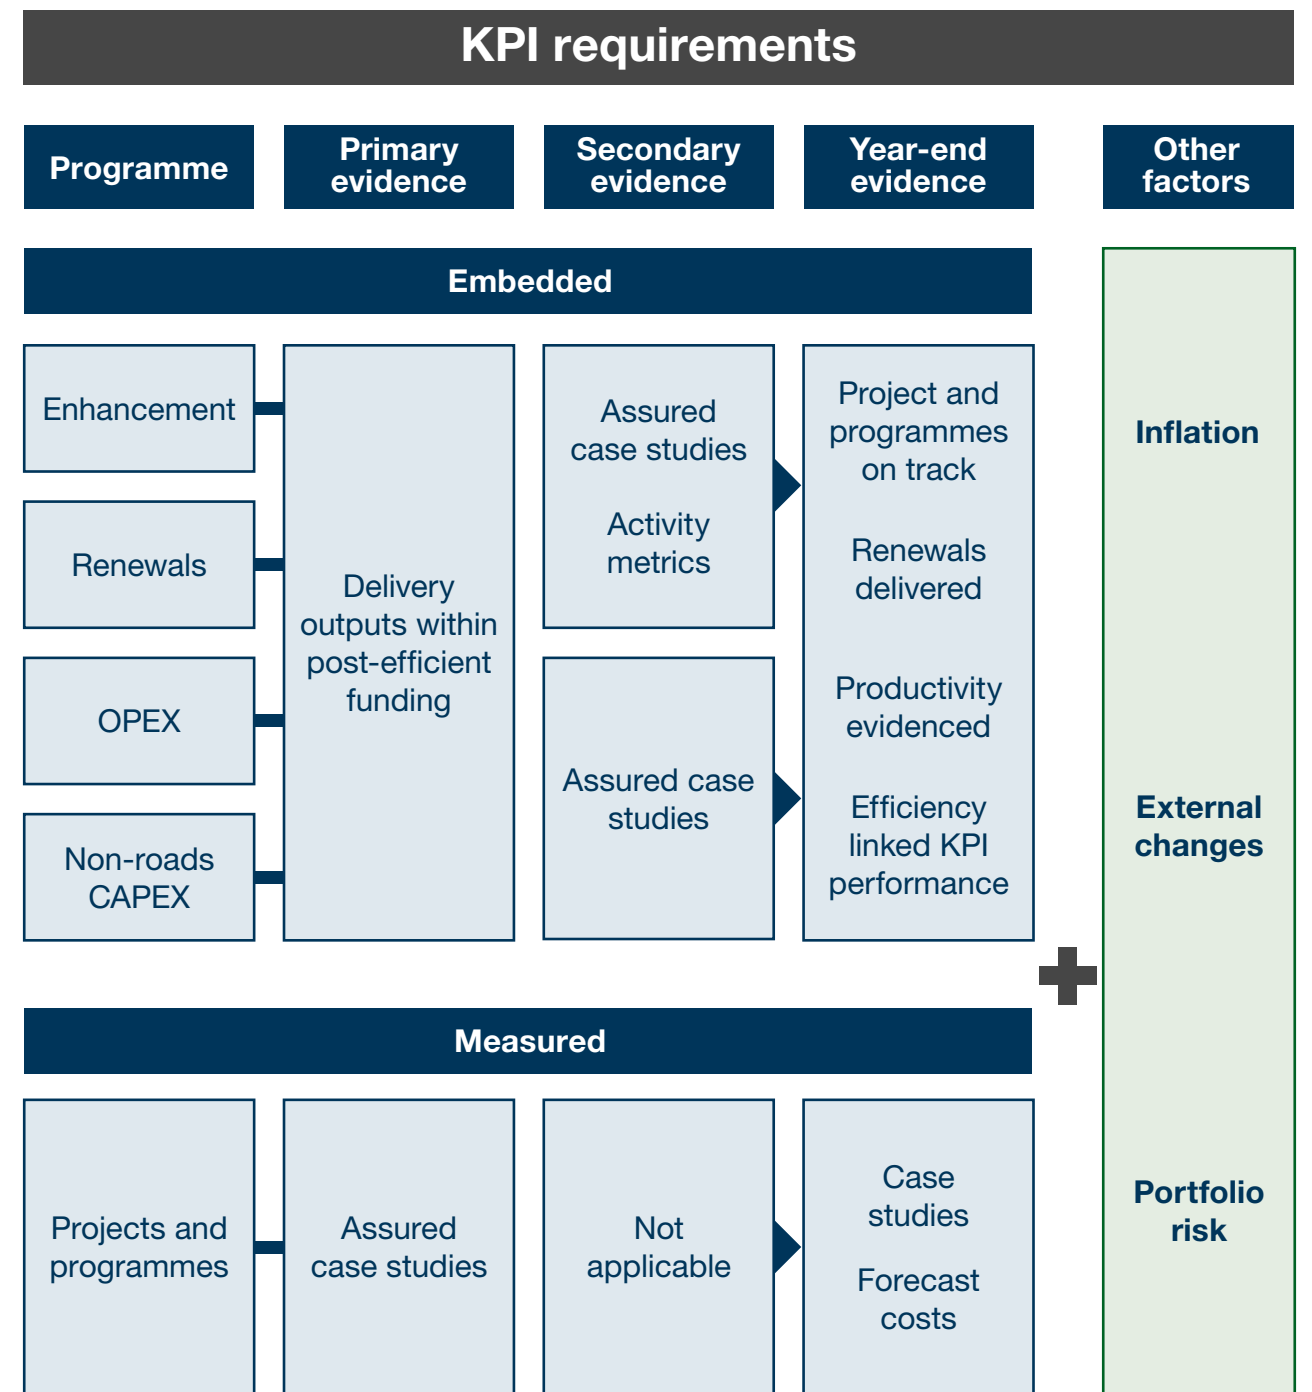 KPI requirements
Programme
Primary
evidence
Secondary
evidence
Year-end
evidence
Other
factors
Embedded
Enhancement
Renewals
OPEX
Non-roads
CAPEX
Delivery
outputs within
post-efficient
funding
Assured
case studies
Activity
metrics
Assured case
studies
Project and
programmes
on track
Renewals
delivered
Productivity
evidenced
Efficiency
linked KPI
performance
Measured
Projects and
programmes
Assured
case studies
Not
applicable
Case
studies
Forecast
costs
Inflation
External
changes
Portfolio
risk